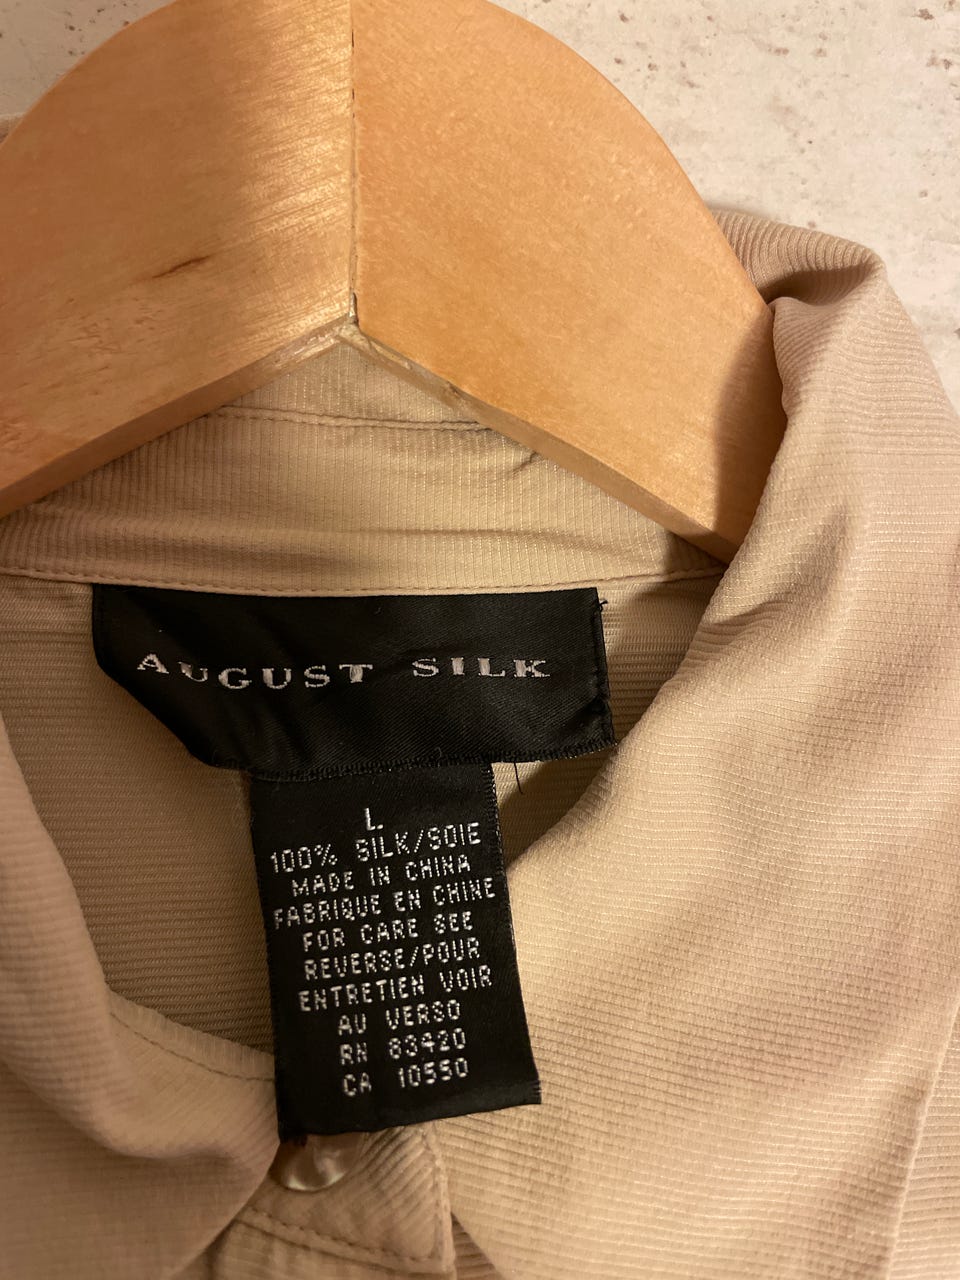 AUGUST SILK
L
100% SILK/SOIE
MADE IN CHINA
FABRIQUE EN CHINE
FOR CARE SEE
REVERSE/POUR
ENTRETIEN VOIR
AU VERSO
RN 83420
CA 10550